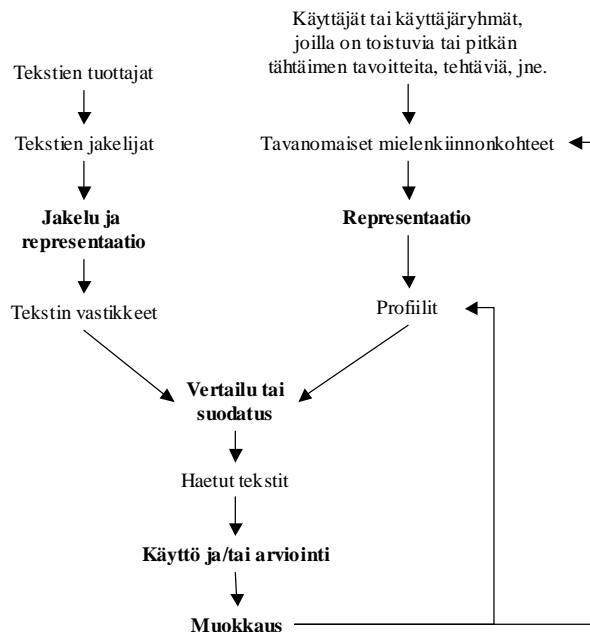 Käyttäjät tai käyttäjäryhmät,
joilla on toistuvia tai pitkän
tähtäimen tavoitteita, tehtäviä, jne.
Tekstien tuottajat
Tekstien jakelijat
Tavanomaiset mielenkiinnonkohteet
Jakelu ja
representaatio
Representaatio
Tekstin vastikkeet
Profiilit
Vertailu tai
suodatus
Haetut tekstit
Käyttö ja/tai arviointi
Muokkaus